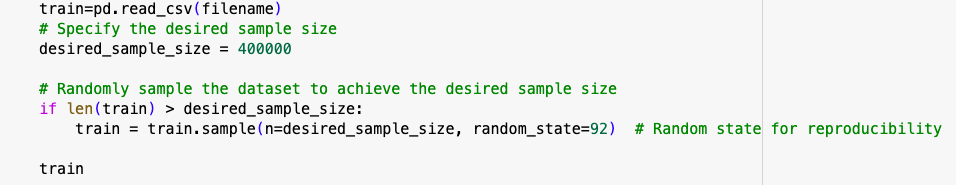 train=pd.read_csv(filename)
# Specify the desired sample size
desired_sample_size = 400000
# Randomly sample the dataset to achieve the desired sample size
if len(train) > desired_sample_size:
    train = train.sample(n=desired_sample_size, random_state=92)  # Random state for reproducibility
train